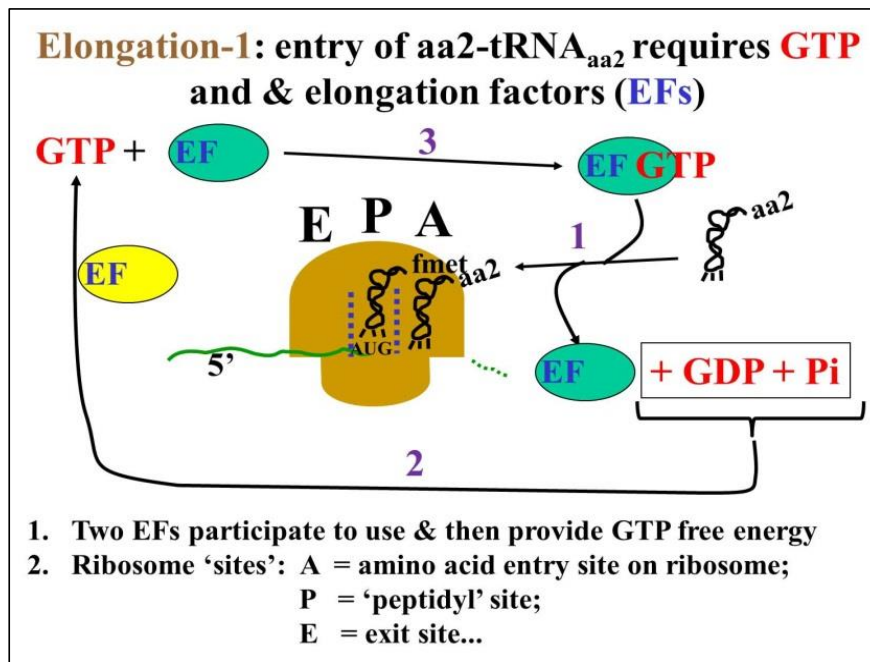 Elongation-1: entry of aa2-tRNAaa2 requires GTP
and & elongation factors (EFs)
GTP + EF
3
EF GTP
E P A
1
aa2
EF
fmet
aa2
AUG
5’
EF
+ GDP + Pi
2
1. Two EFs participate to use & then provide GTP free energy
2. Ribosome ‘sites’: A = amino acid entry site on ribosome;
P = ‘peptidyl’ site;
E = exit site...